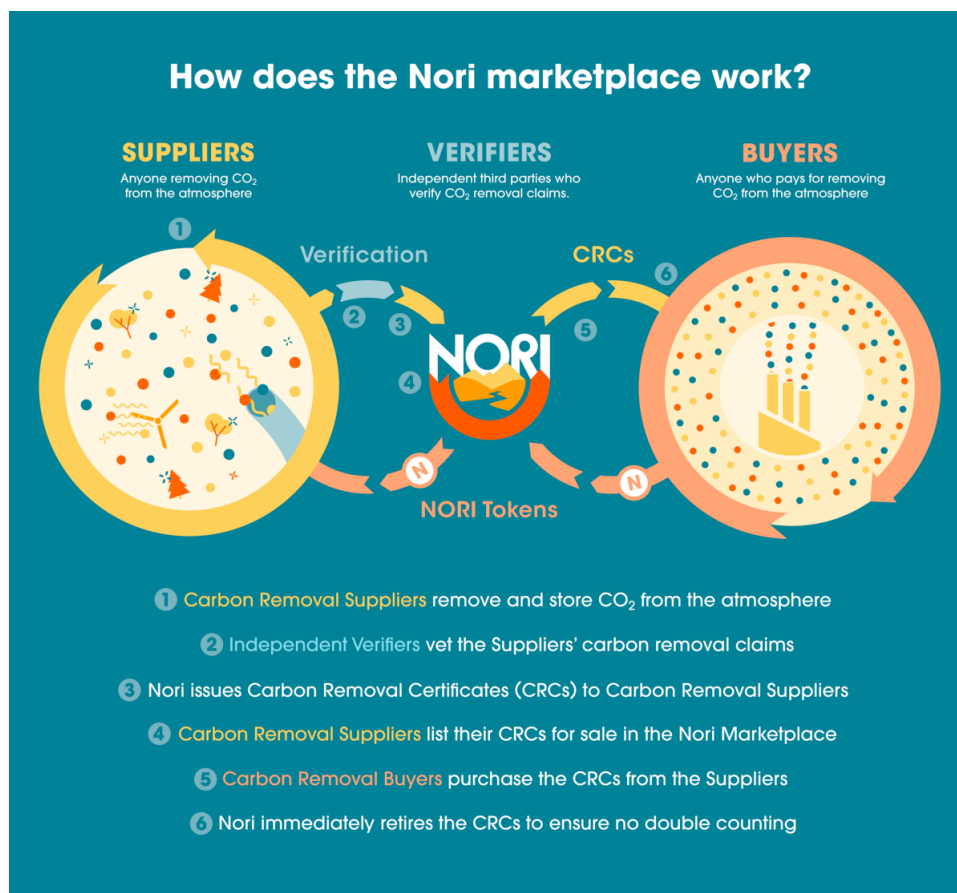 How does the Nori marketplace work?
SUPPLIERS
Anyone removing CO₂
from the atmosphere
VERIFIERS
Independent third parties who
verify CO₂ removal claims.
BUYERS
Anyone who pays for removing
CO₂ from the atmosphere
1
Verification
CRCs
6
2
3
5
NORI
4
N
N
NORI Tokens
1 Carbon Removal Suppliers remove and store CO₂ from the atmosphere
2 Independent Verifiers vet the Suppliers’ carbon removal claims
3 Nori issues Carbon Removal Certificates (CRCs) to Carbon Removal Suppliers
4 Carbon Removal Suppliers list their CRCs for sale in the Nori Marketplace
5 Carbon Removal Buyers purchase the CRCs from the Suppliers
6 Nori immediately retires the CRCs to ensure no double counting